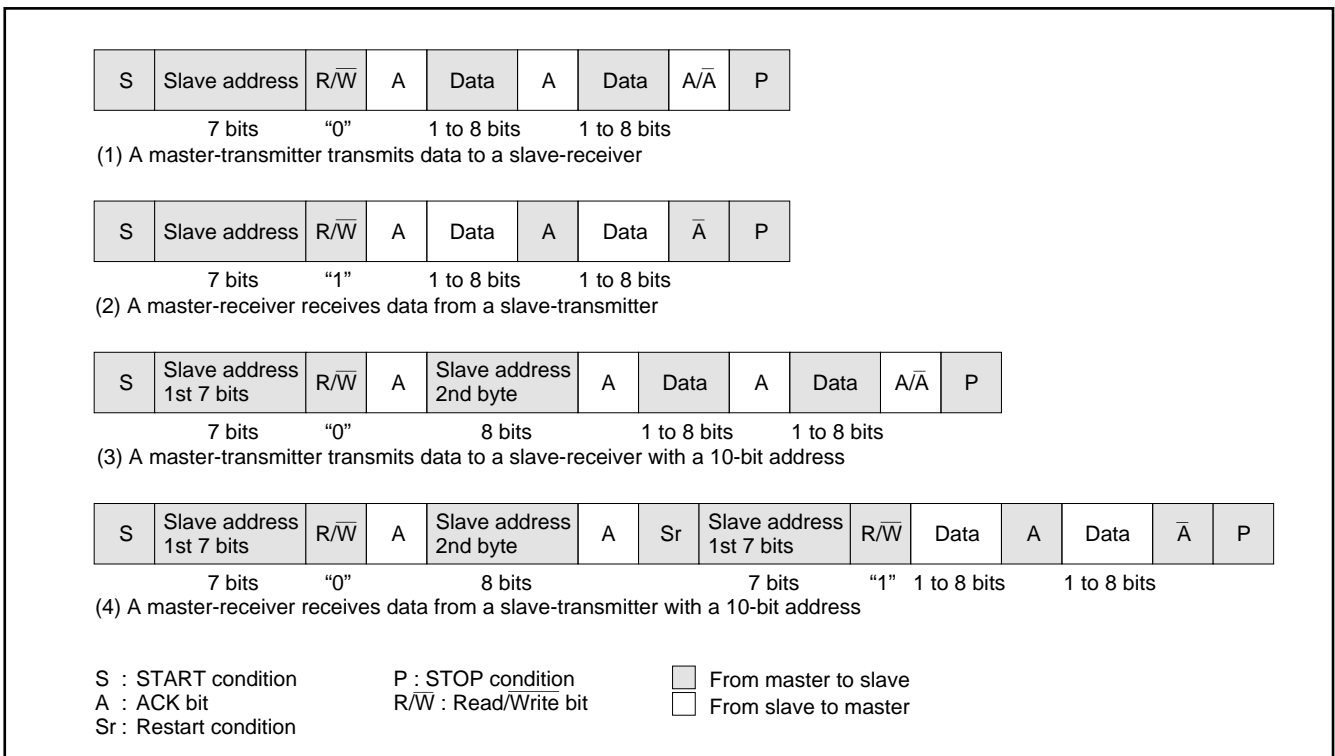 S Slave address R/W̅ A Data A Data A/A̅ P
7 bits “0” 1 to 8 bits 1 to 8 bits
(1) A master-transmitter transmits data to a slave-receiver
S Slave address R/W̅ A Data A Data A̅ P
7 bits “1” 1 to 8 bits 1 to 8 bits
(2) A master-receiver receives data from a slave-transmitter
S Slave address 1st 7 bits R/W̅ A Slave address 2nd byte A Data A Data A/A̅ P
7 bits “0” 8 bits 1 to 8 bits 1 to 8 bits
(3) A master-transmitter transmits data to a slave-receiver with a 10-bit address
S Slave address 1st 7 bits R/W̅ A Slave address 2nd byte A Sr Slave address 1st 7 bits R/W̅ Data A Data A̅ P
7 bits “0” 8 bits 7 bits “1” 1 to 8 bits 1 to 8 bits
(4) A master-receiver receives data from a slave-transmitter with a 10-bit address
S : START condition P : STOP condition From master to slave
A : ACK bit R/W̅ : Read/W̅r̅i̅t̅e̅ bit From slave to master
Sr : Restart condition